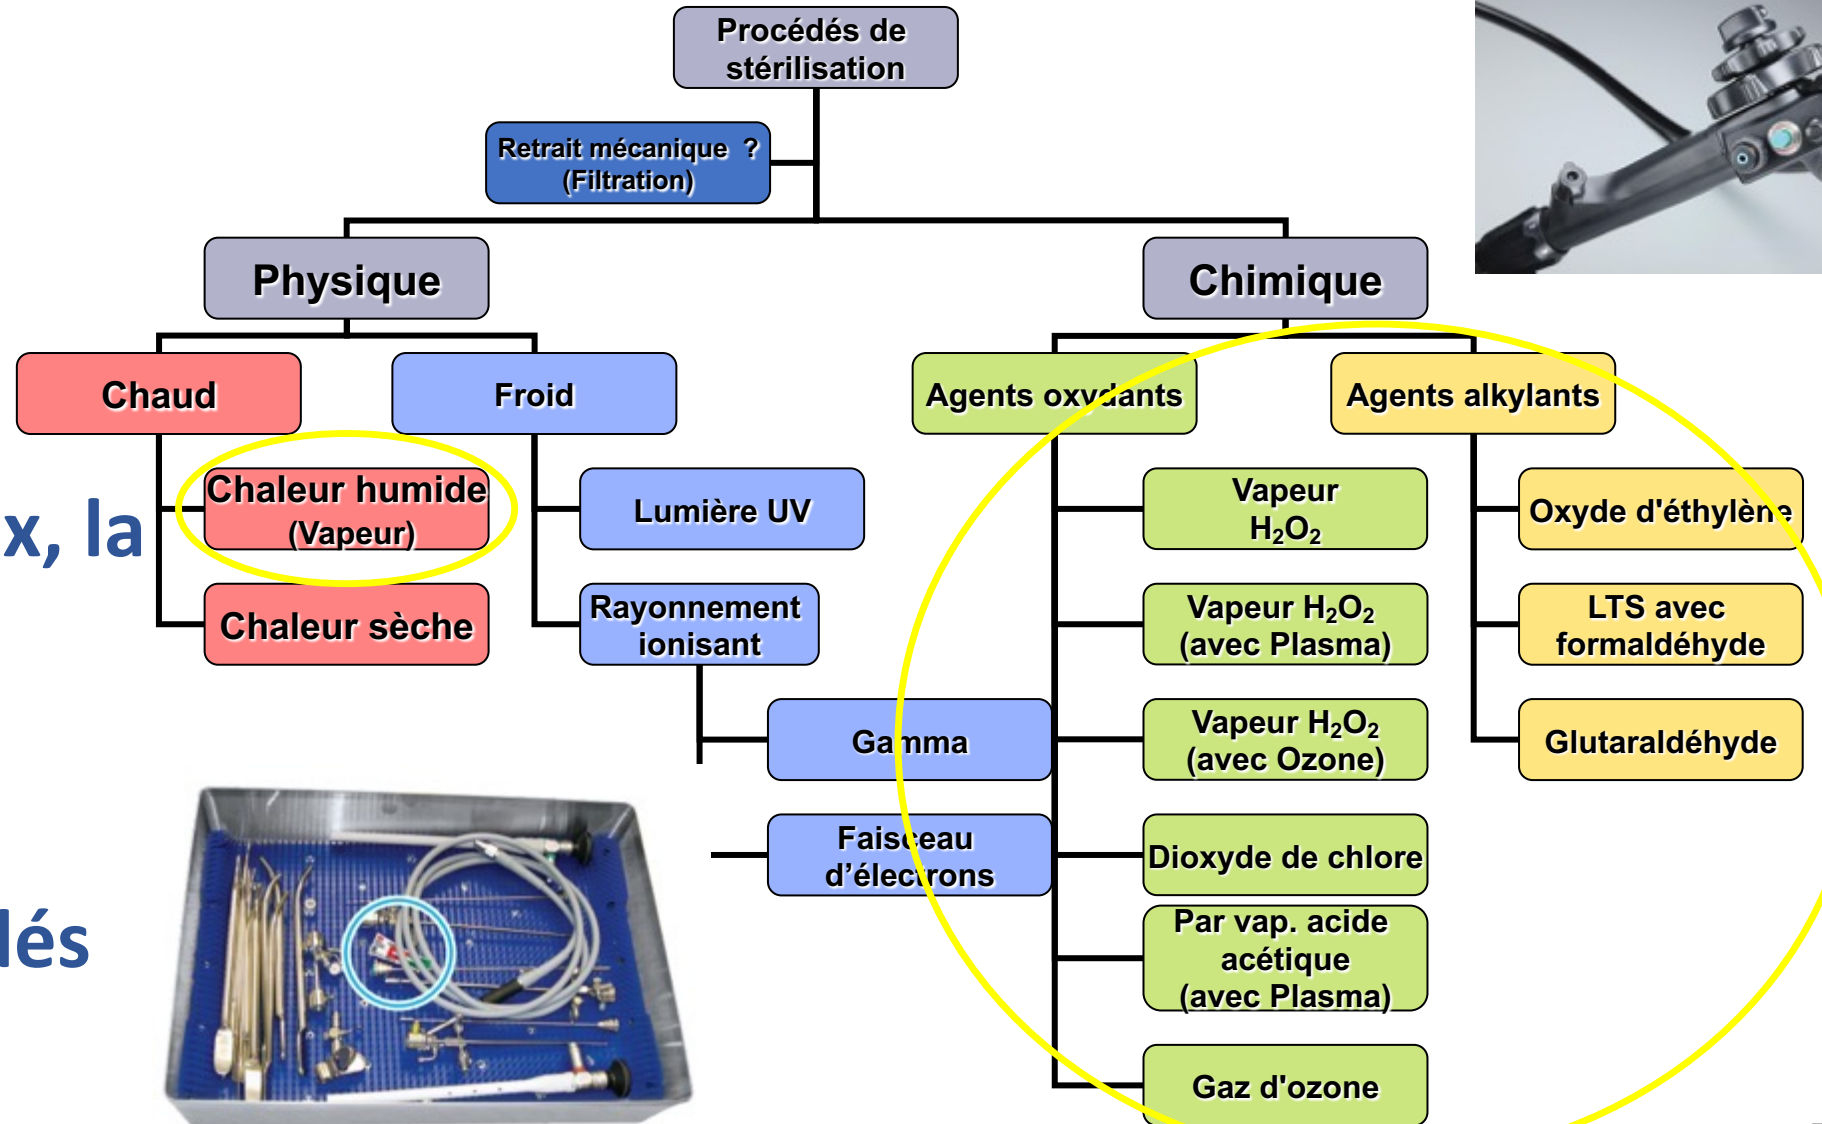 Procédés de
stérilisation
Retrait mécanique ?
(Filtration)
Physique
Chimique
Chaud
Froid
Agents oxydants
Agents alkylants
Chaleur humide
(Vapeur)
Lumière UV
Vapeur
H₂O₂
Oxyde d'éthylène
x, la
Chaleur sèche
Rayonnement
ionisant
Vapeur H₂O₂
(avec Plasma)
LTS avec
formaldéhyde
Gamma
Vapeur H₂O₂
(avec Ozone)
Glutaraldéhyde
Faisceau
d’électrons
Dioxyde de chlore
lés
Par vap. acide
acétique
(avec Plasma)
Gaz d'ozone